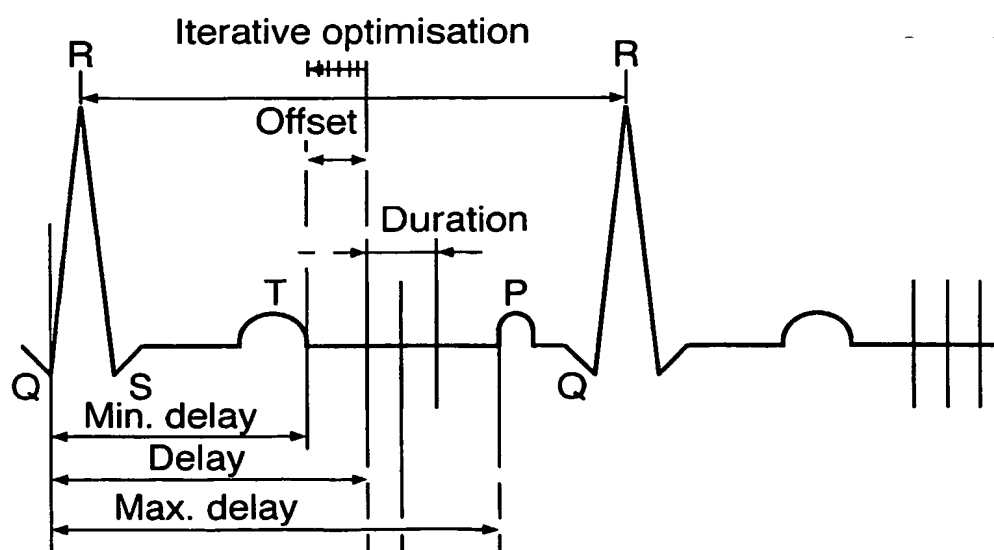 Iterative optimisation
R
R
Offset
Duration
T
P
Q
S
Q
Min. delay
Delay
Max. delay